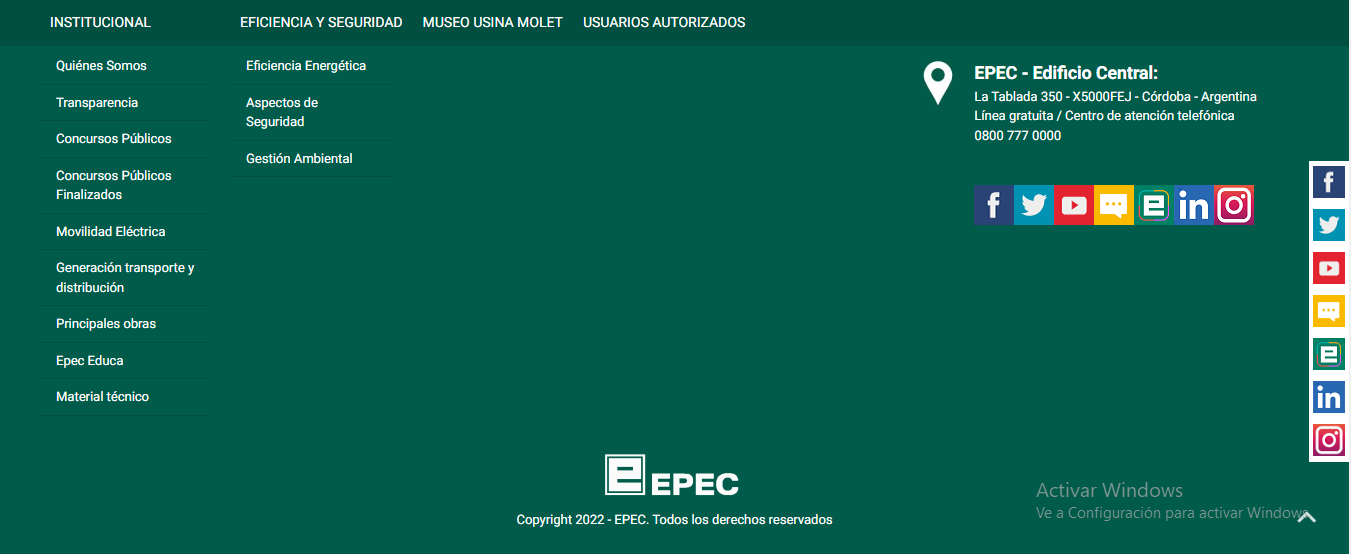 INSTITUCIONAL
EFICIENCIA Y SEGURIDAD
MUSEO USINA MOLET
USUARIOS AUTORIZADOS
Quiénes Somos
Transparencia
Concursos Públicos
Concursos Públicos
Finalizados
Movilidad Eléctrica
Generación transporte y
distribución
Principales obras
Epec Educa
Material técnico
Eficiencia Energética
Aspectos de
Seguridad
Gestión Ambiental
EPEC - Edificio Central:
La Tablada 350 - X5000FEJ - Córdoba - Argentina
Línea gratuita / Centro de atención telefónica
0800 777 0000
EPEC
Copyright 2022 - EPEC. Todos los derechos reservados
Activar Windows
Ve a Configuración para activar Windows.